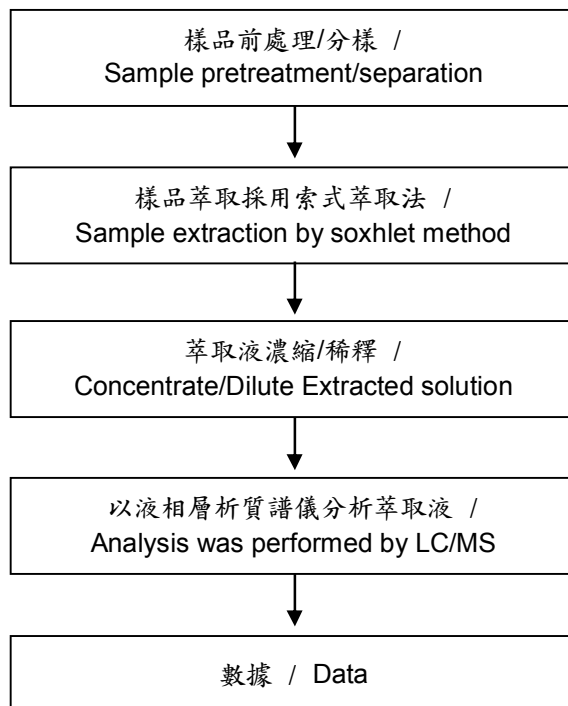 樣品前處理/分樣 /
Sample pretreatment/separation
樣品萃取採用索式萃取法 /
Sample extraction by soxhlet method
萃取液濃縮/稀釋 /
Concentrate/Dilute Extracted solution
以液相層析質譜儀分析萃取液 /
Analysis was performed by LC/MS
數據 / Data